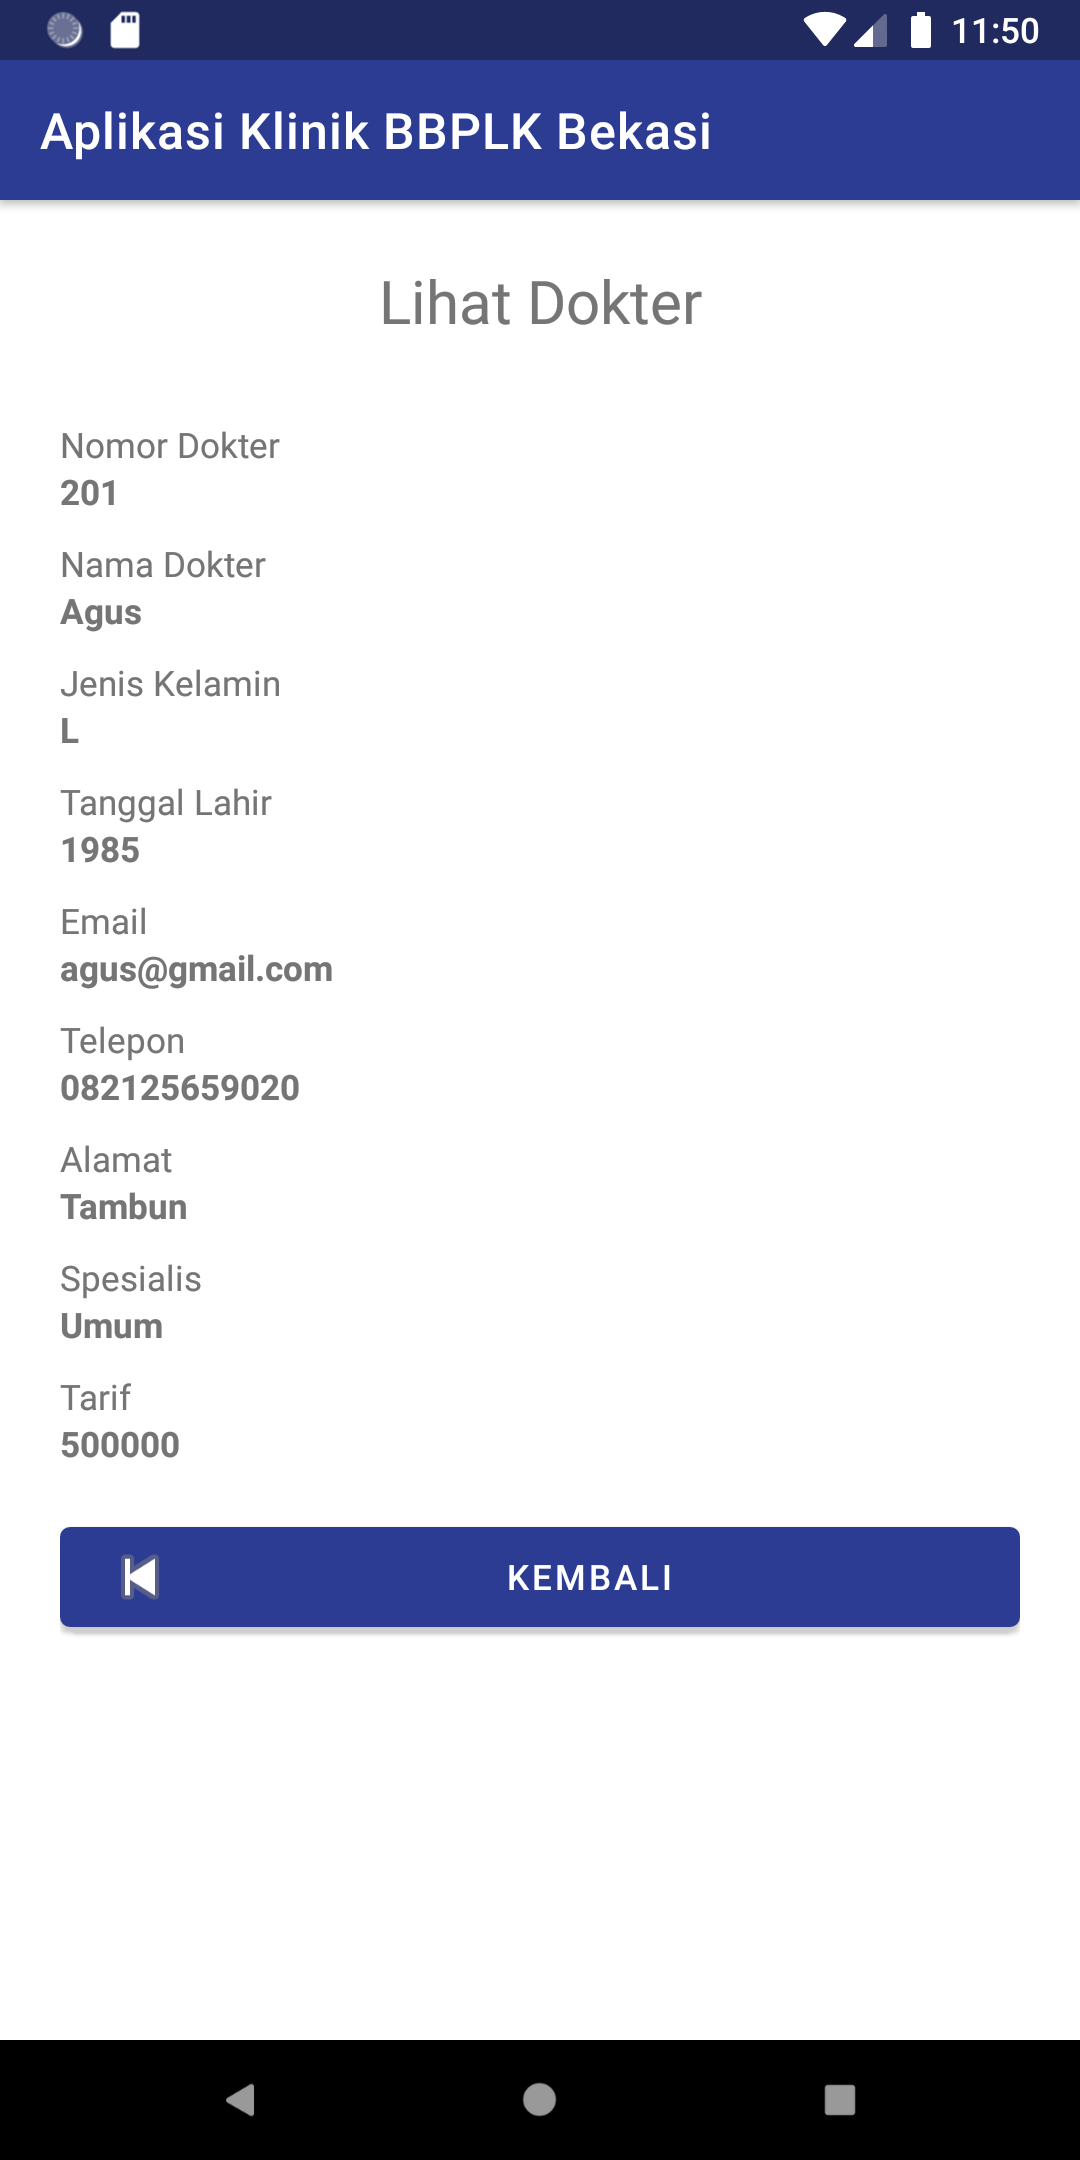 11:50
Aplikasi Klinik BBPLK Bekasi
Lihat Dokter
Nomor Dokter
201
Nama Dokter
Agus
Jenis Kelamin
L
Tanggal Lahir
1985
Email
agus@gmail.com
Telepon
082125659020
Alamat
Tambun
Spesialis
Umum
Tarif
500000
KEMBALI